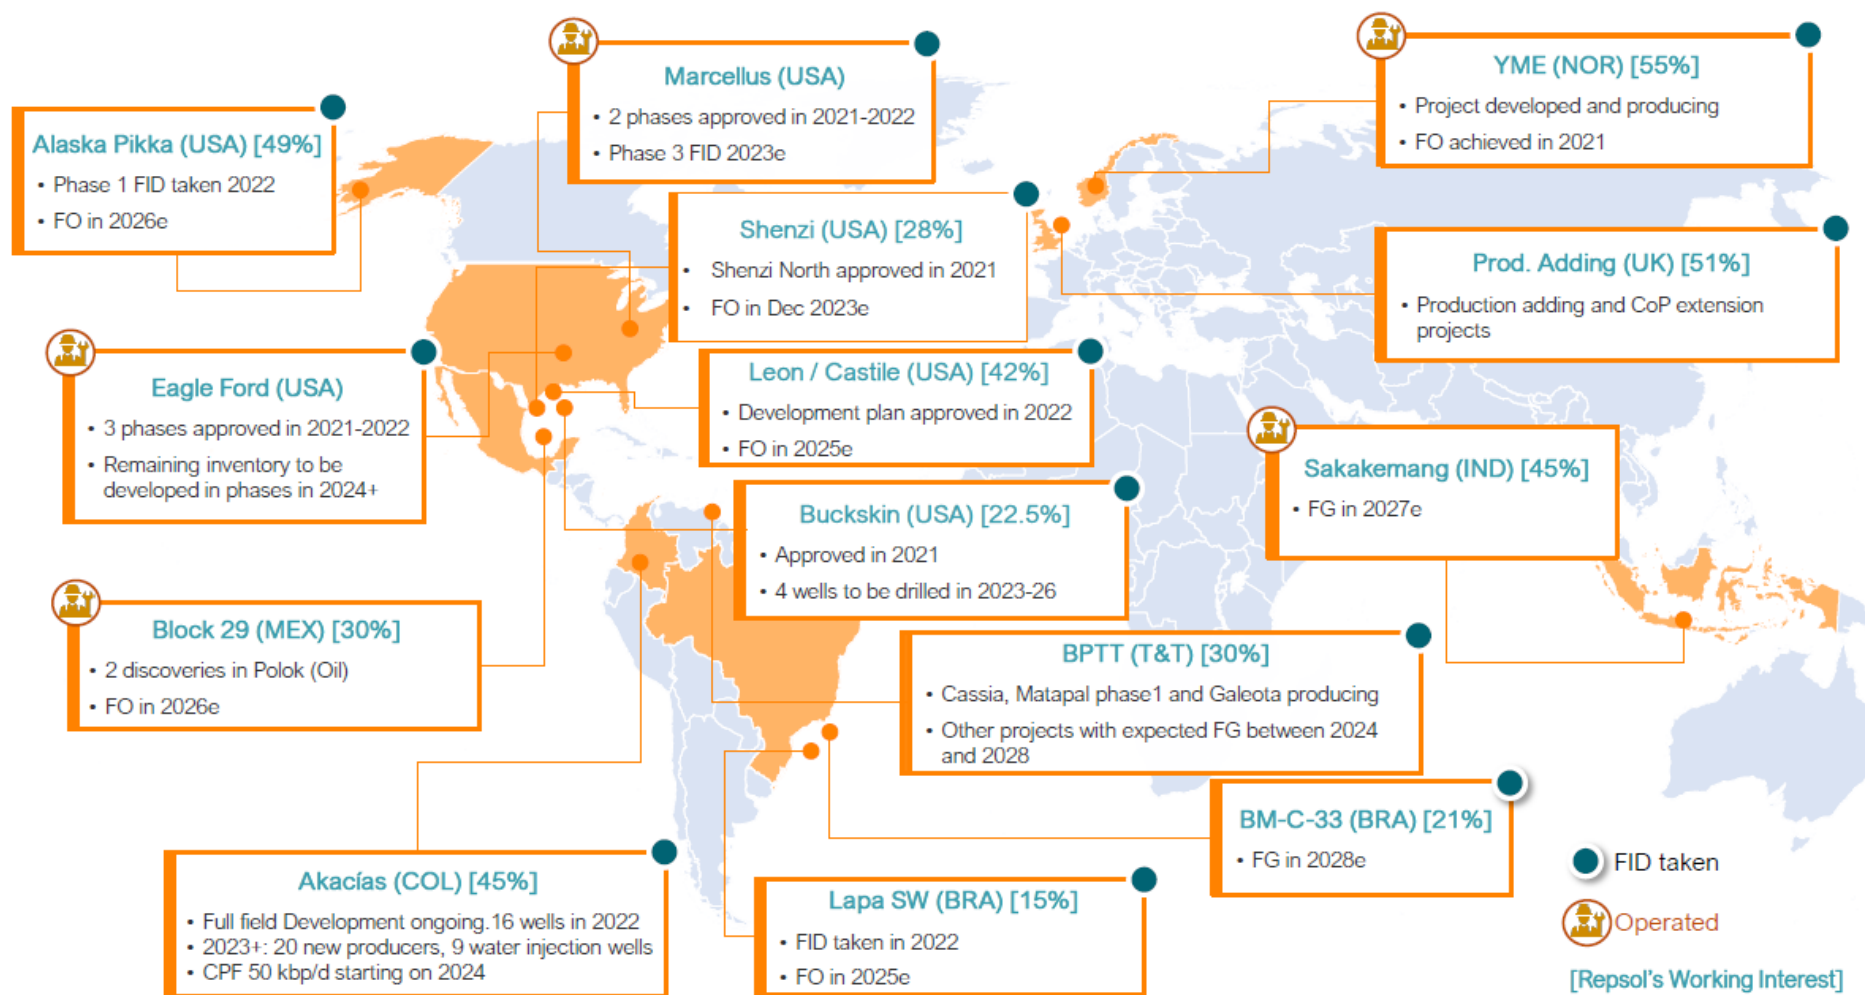 Marcellus (USA)
• 2 phases approved in 2021-2022
• Phase 3 FID 2023e
YME (NOR) [55%]
• Project developed and producing
• FO achieved in 2021
Alaska Pikka (USA) [49%]
• Phase 1 FID taken 2022
• FO in 2026e
Shenzi (USA) [28%]
• Shenzi North approved in 2021
• FO in Dec 2023e
Prod. Adding (UK) [51%]
• Production adding and CoP extension
projects
Eagle Ford (USA)
• 3 phases approved in 2021-2022
• Remaining inventory to be
developed in phases in 2024+
Leon / Castile (USA) [42%]
• Development plan approved in 2022
• FO in 2025e
Sakakemang (IND) [45%]
• FG in 2027e
Buckskin (USA) [22.5%]
• Approved in 2021
• 4 wells to be drilled in 2023-26
Block 29 (MEX) [30%]
• 2 discoveries in Polok (Oil)
• FO in 2026e
BPTT (T&T) [30%]
• Cassia, Matapal phase1 and Galeota producing
• Other projects with expected FG between 2024
and 2028
BM-C-33 (BRA) [21%]
• FG in 2028e
Akacías (COL) [45%]
• Full field Development ongoing.16 wells in 2022
• 2023+: 20 new producers, 9 water injection wells
• CPF 50 kbp/d starting on 2024
Lapa SW (BRA) [15%]
• FID taken in 2022
• FO in 2025e
FID taken
Operated
[Repsol's Working Interest]